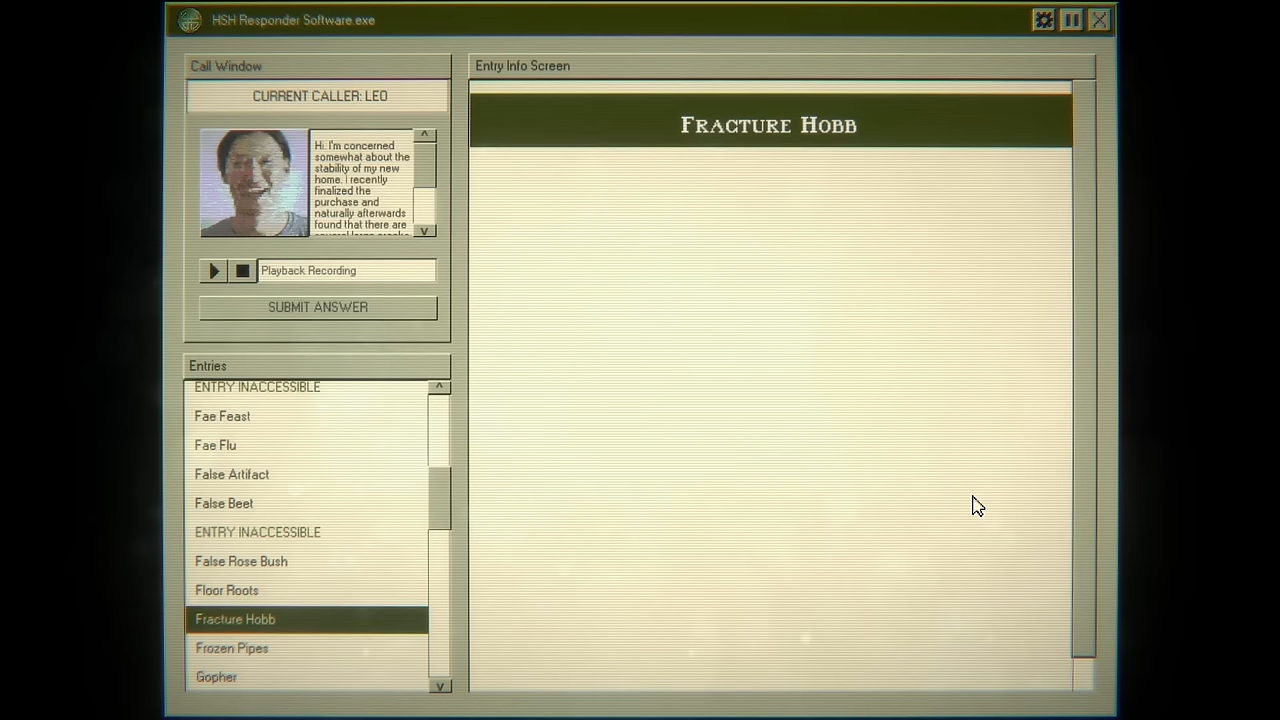 HSH Responder Software.exe
Call Window
CURRENT CALLER: LEO
Hi. I'm concerned
somewhat about the
stability of my new
home. I recently
finalized the
purchase and
naturally afterwards
found that there are
several large cracks
Playback Recording
SUBMIT ANSWER
Entries
ENTRY INACCESSIBLE
Fae Feast
Fae Flu
False Artifact
False Beet
ENTRY INACCESSIBLE
False Rose Bush
Floor Roots
Fracture Hobb
Frozen Pipes
Gopher
Entry Info Screen
Fracture Hobb